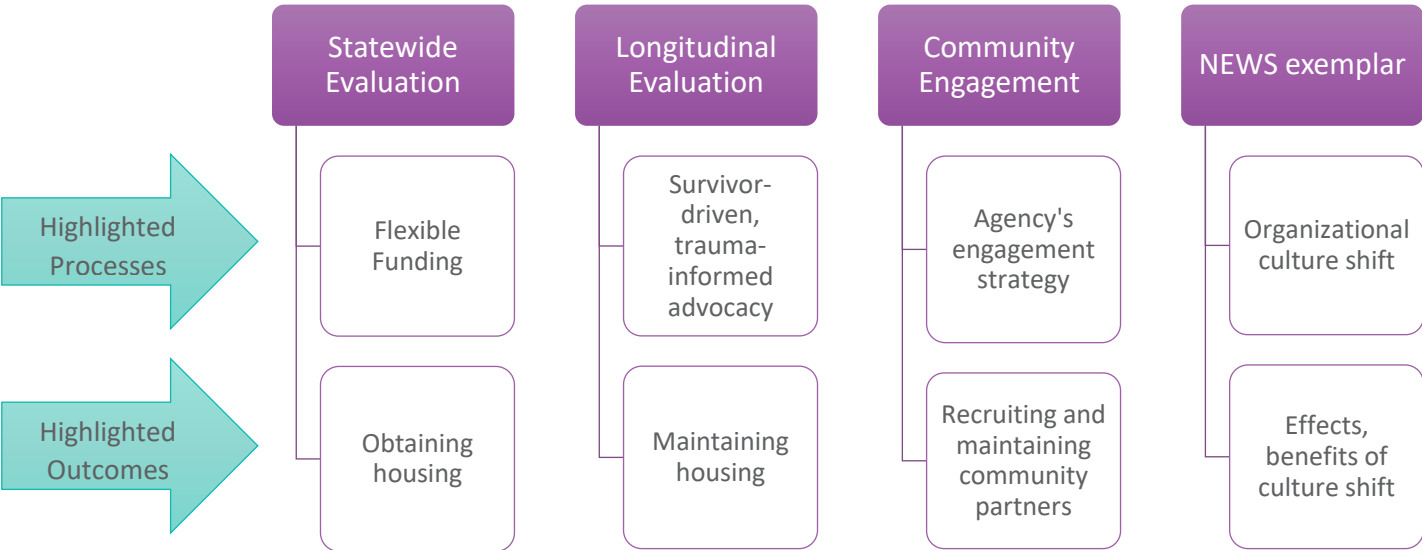 Statewide
Evaluation
Longitudinal
Evaluation
Community
Engagement
NEWS exemplar
Highlighted
Processes
Flexible
Funding
Survivor-
driven,
trauma-
informed
advocacy
Agency's
engagement
strategy
Organizational
culture shift
Highlighted
Outcomes
Obtaining
housing
Maintaining
housing
Recruiting and
maintaining
community
partners
Effects,
benefits of
culture shift